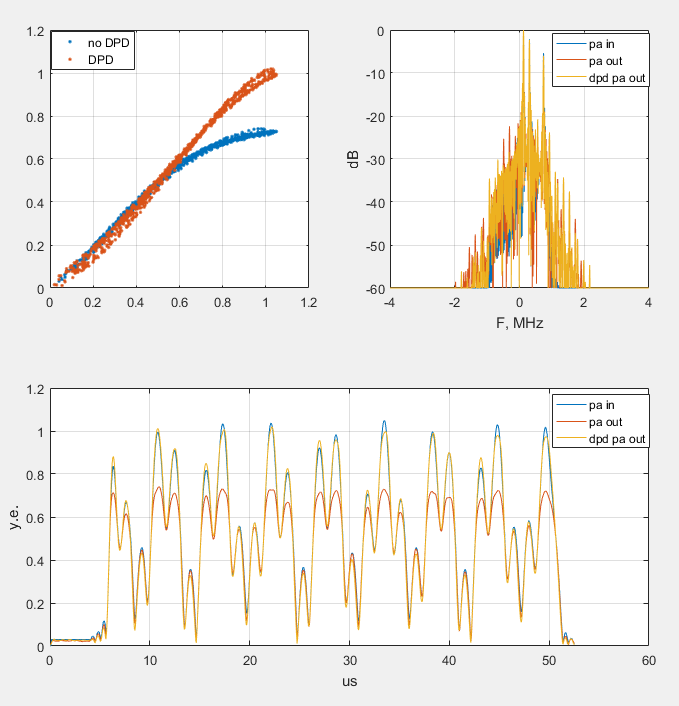 1.2
1
0.8
0.6
0.4
0.2
0
0 0.2 0.4 0.6 0.8 1 1.2
no DPD
DPD
0
-10
-20
-30
-40
-50
-60
dB
-4 -2 0 2 4
F, MHz
pa in
pa out
dpd pa out
1.2
1
0.8
0.6
0.4
0.2
0
y.e.
0 10 20 30 40 50 60
us
pa in
pa out
dpd pa out